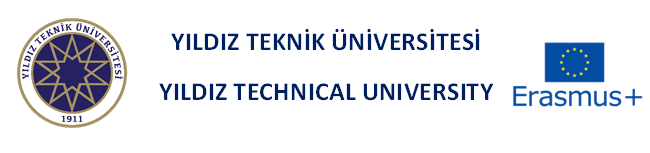 YILDIZ TEKNİK ÜNİVERSİTESİ
1911
YILDIZ TEKNİK ÜNİVERSİTESİ
YILDIZ TECHNICAL UNIVERSITY
Erasmus+